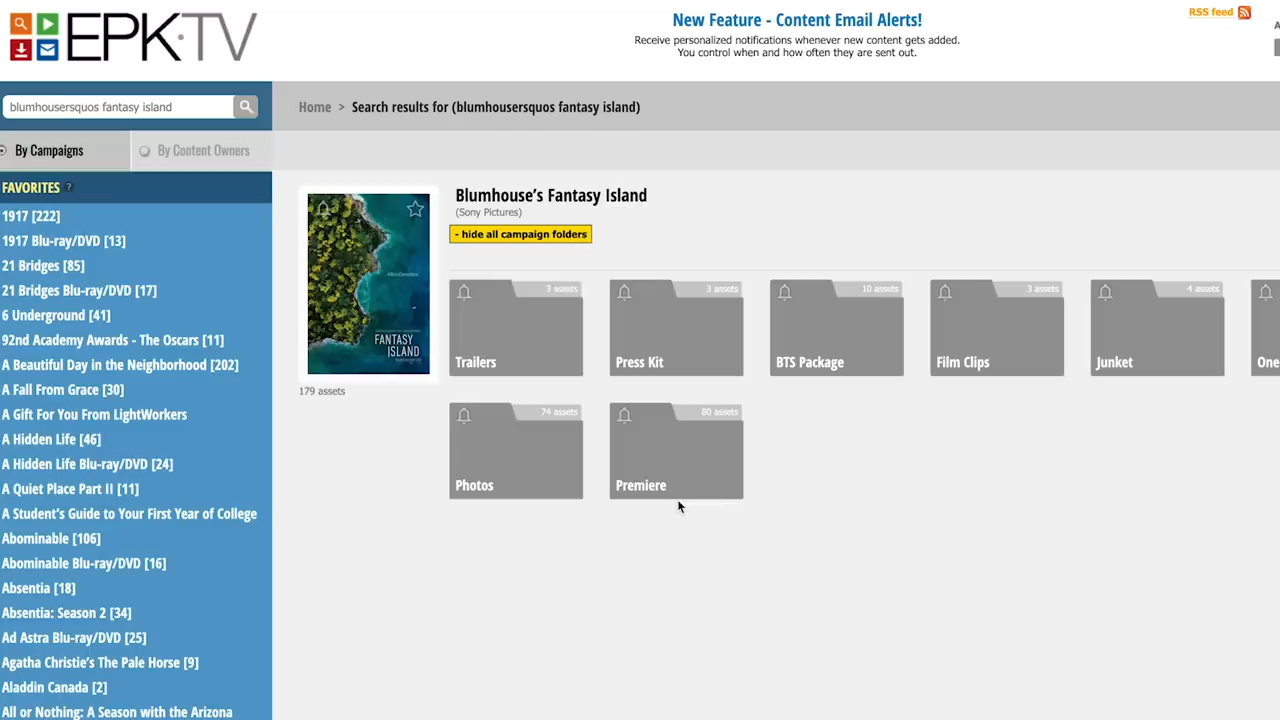 EPK·TV
New Feature - Content Email Alerts!
Receive personalized notifications whenever new content gets added.
You control when and how often they are sent out.
RSS feed
blumhousersquos fantasy island
Home > Search results for (blumhousersquos fantasy island)
By Campaigns
By Content Owners
FAVORITES ?
1917 [222]
1917 Blu-ray/DVD [13]
21 Bridges [85]
21 Bridges Blu-ray/DVD [17]
6 Underground [41]
92nd Academy Awards - The Oscars [11]
A Beautiful Day in the Neighborhood [202]
A Fall From Grace [30]
A Gift For You From LightWorkers
A Hidden Life [46]
A Hidden Life Blu-ray/DVD [24]
A Quiet Place Part II [11]
A Student's Guide to Your First Year of College
Abominable [106]
Abominable Blu-ray/DVD [16]
Absentia [18]
Absentia: Season 2 [34]
Ad Astra Blu-ray/DVD [25]
Agatha Christie's The Pale Horse [9]
Aladdin Canada [2]
All or Nothing: A Season with the Arizona
FANTASY
ISLAND
179 assets
Blumhouse's Fantasy Island
(Sony Pictures)
- hide all campaign folders
3 assets
Trailers
3 assets
Press Kit
10 assets
BTS Package
3 assets
Film Clips
4 assets
Junket
One
74 assets
Photos
80 assets
Premiere